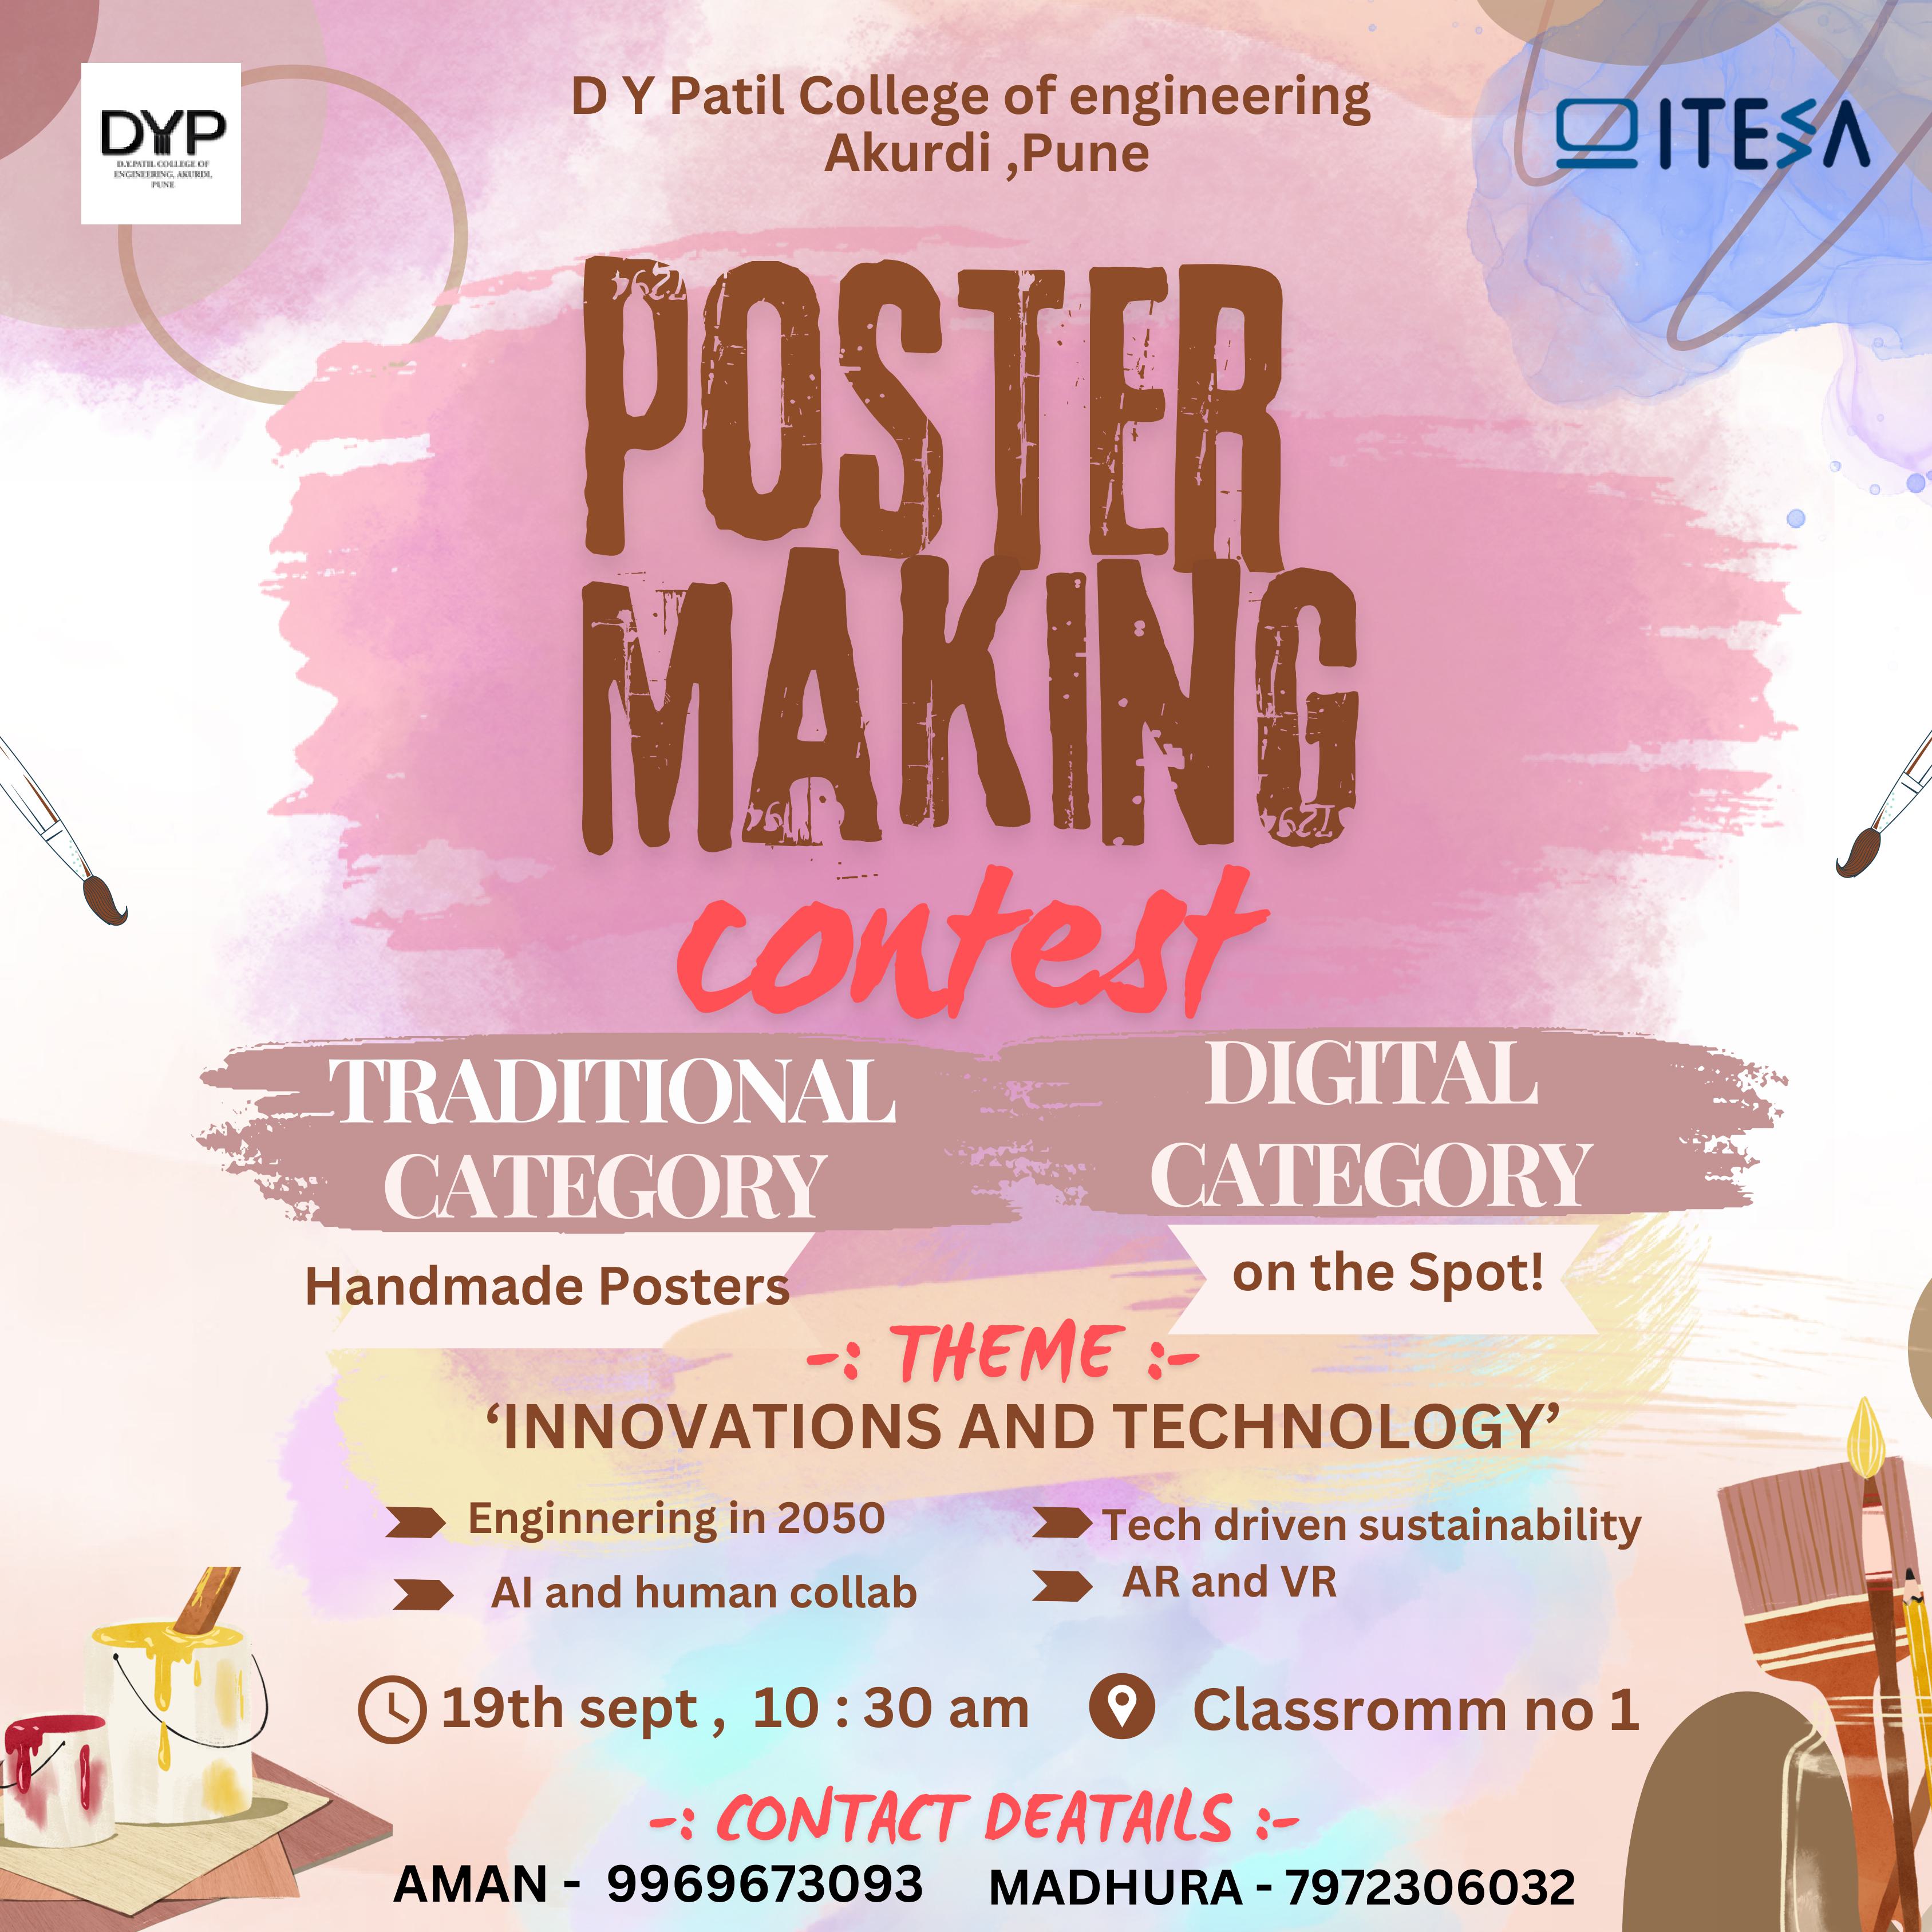 DYP
D.Y.PATIL COLLEGE OF
ENGINEERING, AKURDI,
PUNE
D Y Patil College of engineering
Akurdi ,Pune
ITESA
POSTER
MAKING
contest
TRADITIONAL
CATEGORY
Handmade Posters
DIGITAL
CATEGORY
on the Spot!
-: THEME :-
‘INNOVATIONS AND TECHNOLOGY’
Enginnering in 2050
Tech driven sustainability
AI and human collab
AR and VR
19th sept , 10 : 30 am
Classromm no 1
-: CONTACT DEATAILS :-
AMAN - 9969673093
MADHURA - 7972306032